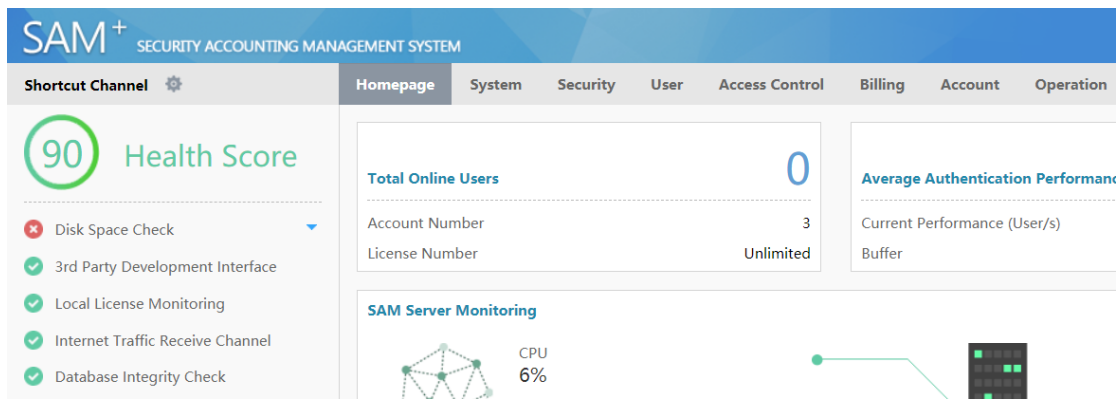 SAM+ SECURITY ACCOUNTING MANAGEMENT SYSTEM
Shortcut Channel Homepage System Security User Access Control Billing Account Operation
90 Health Score
Disk Space Check
3rd Party Development Interface
Local License Monitoring
Internet Traffic Receive Channel
Database Integrity Check
Total Online Users 0
Account Number 3
License Number Unlimited
Average Authentication Performanc
Current Performance (User/s)
Buffer
SAM Server Monitoring
CPU
6%